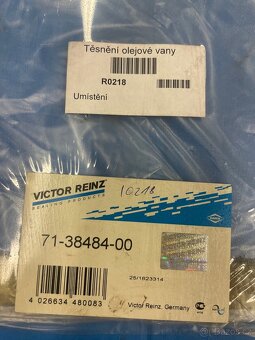 Těsnění olejové vany
R0218
Umístění
VICTOR REINZ
SEALING PRODUCTS
10218
71-38484-00
25/1623314
4 026634 480083
Victor Reinz, Germany